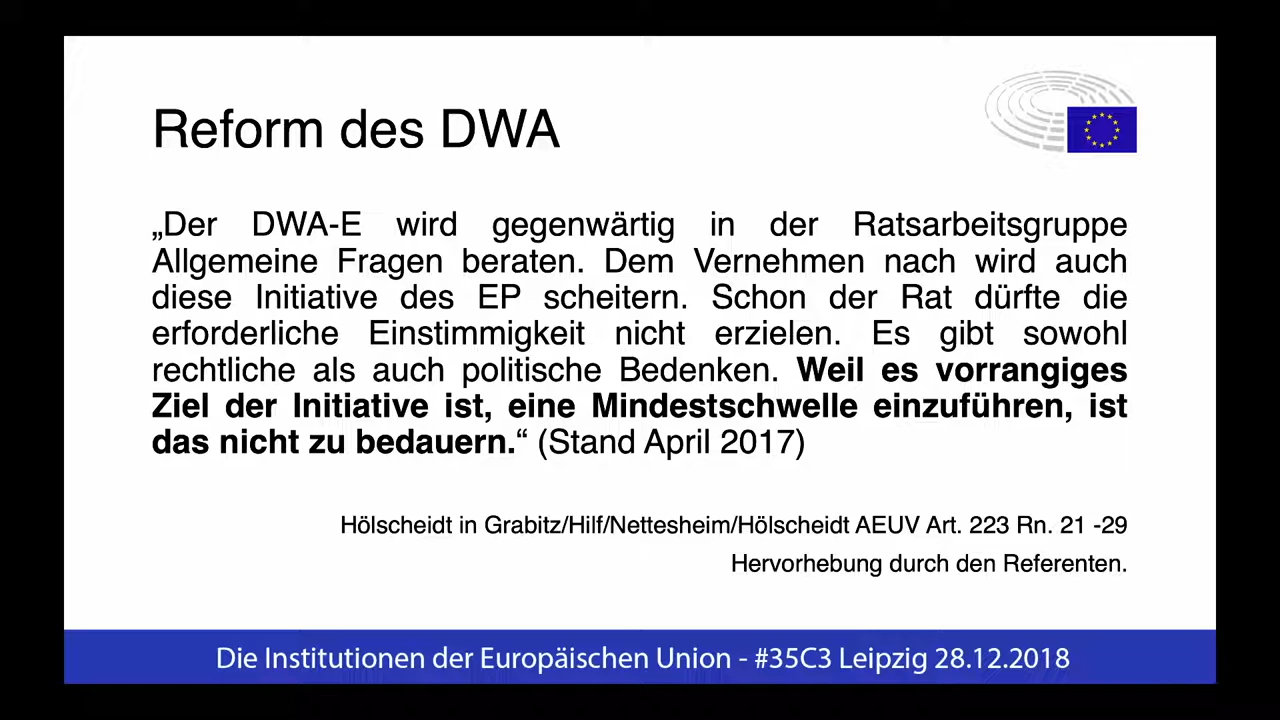 Reform des DWA
„Der DWA-E wird gegenwärtig in der Ratsarbeitsgruppe
Allgemeine Fragen beraten. Dem Vernehmen nach wird auch
diese Initiative des EP scheitern. Schon der Rat dürfte die
erforderliche Einstimmigkeit nicht erzielen. Es gibt sowohl
rechtliche als auch politische Bedenken. Weil es vorrangiges
Ziel der Initiative ist, eine Mindestschwelle einzuführen, ist
das nicht zu bedauern.“ (Stand April 2017)
Hölscheidt in Grabitz/Hilf/Nettesheim/Hölscheidt AEUV Art. 223 Rn. 21 -29
Hervorhebung durch den Referenten.
Die Institutionen der Europäischen Union - #35C3 Leipzig 28.12.2018